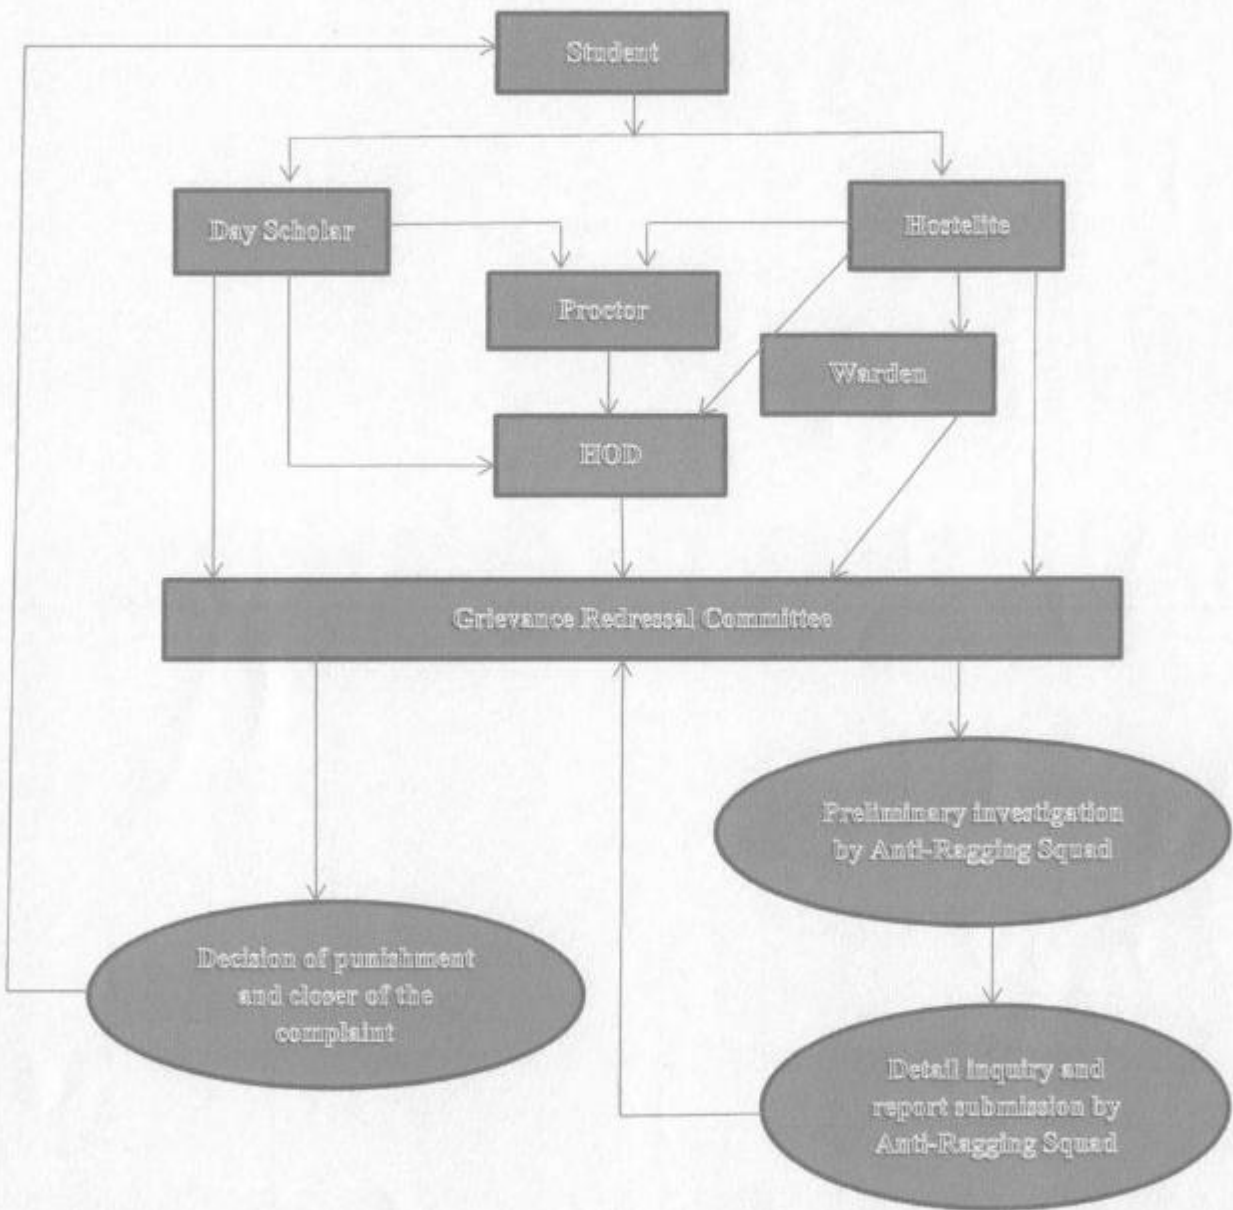 Student
Day Scholar
Hostelite
Proctor
Warden
HOD
Grievance Redressal Committee
Preliminary investigation
by Anti-Ragging Squad
Decision of punishment
and closer of the
complaint
Detail inquiry and
report submission by
Anti-Ragging Squad